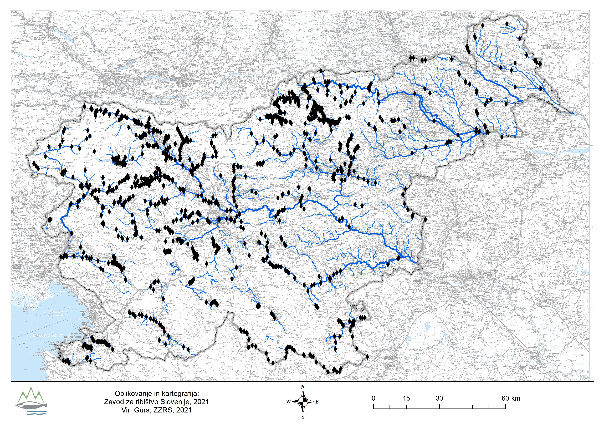 Oblikovanje in kartografija:
Zavod za ribištvo Slovenije, 2021
Vir: Gurs, ZZRS, 2021
N
W
E
S
0 15 30 60 km